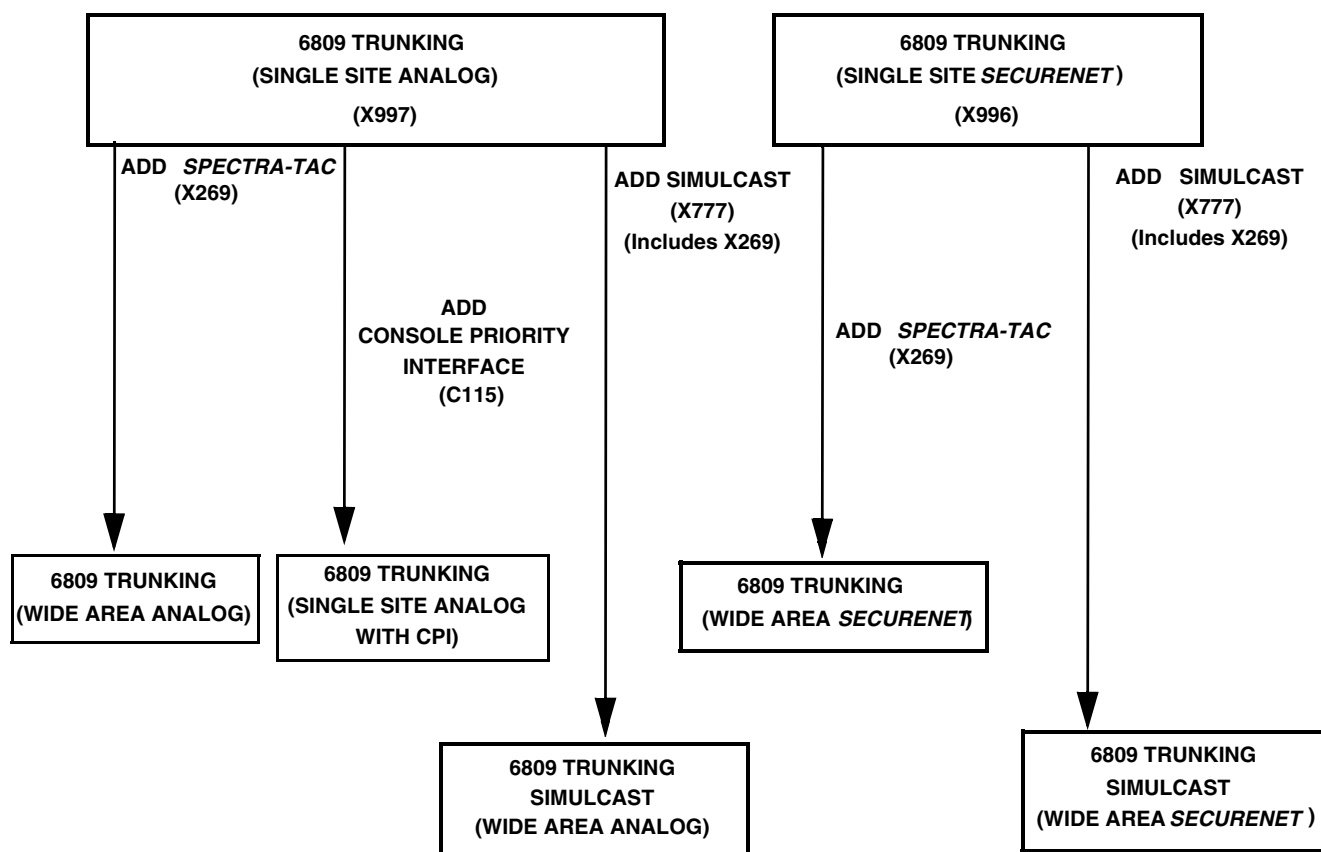 6809 TRUNKING
(SINGLE SITE ANALOG)
(X997)
6809 TRUNKING
(SINGLE SITE SECURENET )
(X996)
ADD SPECTRA-TAC
(X269)
ADD
CONSOLE PRIORITY
INTERFACE
(C115)
ADD SIMULCAST
(X777)
(Includes X269)
ADD SPECTRA-TAC
(X269)
ADD SIMULCAST
(X777)
(Includes X269)
6809 TRUNKING
(WIDE AREA ANALOG)
6809 TRUNKING
(SINGLE SITE ANALOG
WITH CPI)
6809 TRUNKING
(WIDE AREA SECURENET)
6809 TRUNKING
SIMULCAST
(WIDE AREA ANALOG)
6809 TRUNKING
SIMULCAST
(WIDE AREA SECURENET )